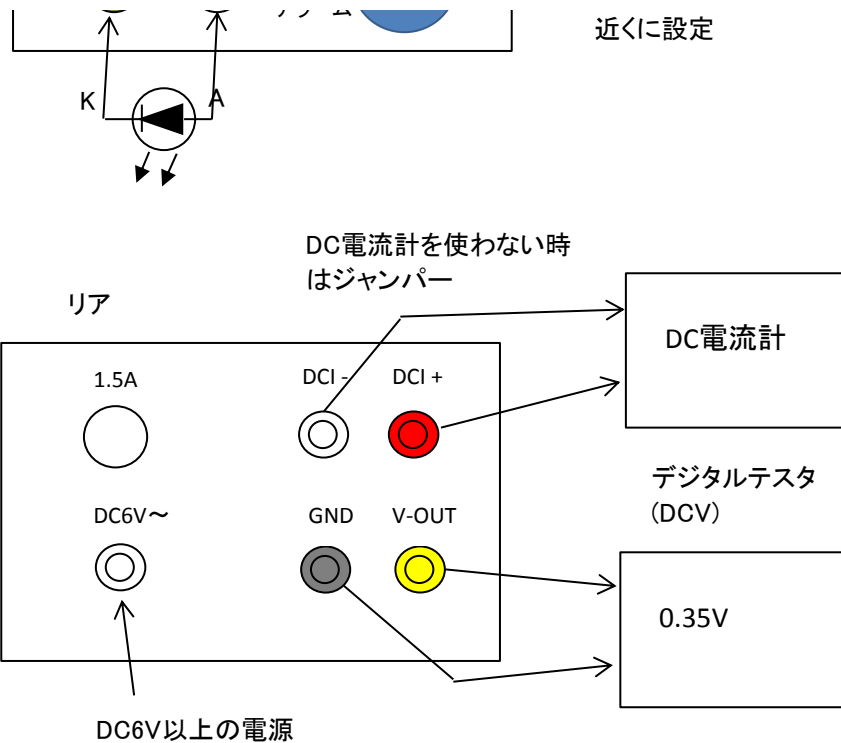 近くに設定
K
A
DC電流計を使わない時
はジャンパー
リア
DC電流計
1.5A
DCI -
DCI +
デジタルテスタ
(DCV)
DC6V～
GND
V-OUT
0.35V
DC6V以上の電源